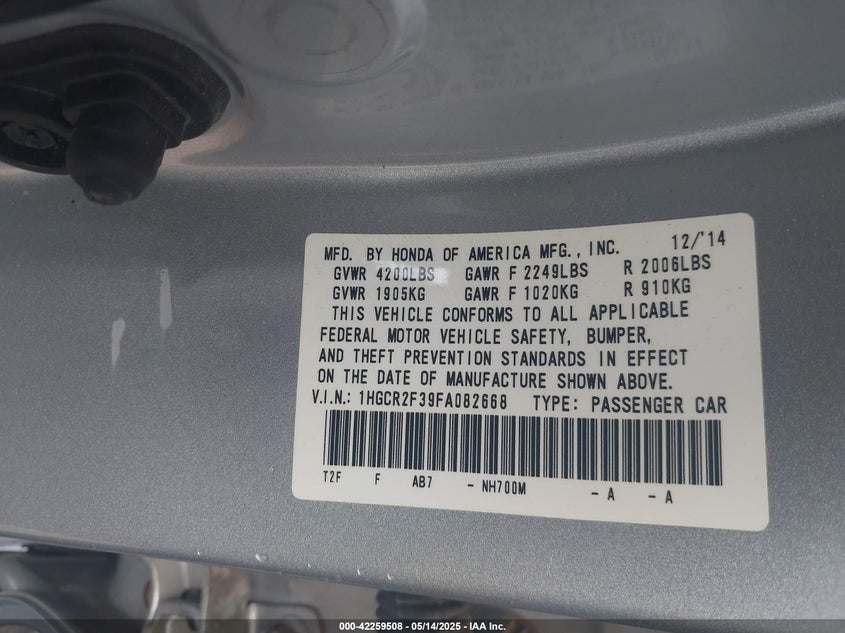 MFD. BY HONDA OF AMERICA MFG., INC. 12/'14
GVWR 4200LBS GAWR F 2249LBS R 2006LBS
GVWR 1905KG GAWR F 1020KG R 910KG
THIS VEHICLE CONFORMS TO ALL APPLICABLE
FEDERAL MOTOR VEHICLE SAFETY, BUMPER,
AND THEFT PREVENTION STANDARDS IN EFFECT
ON THE DATE OF MANUFACTURE SHOWN ABOVE.
V.I.N.: 1HGCR2F39FA082668 TYPE: PASSENGER CAR
T2F F AB7 - NH700M - A - A
000-42259508 - 05/14/2025 - IAA Inc.